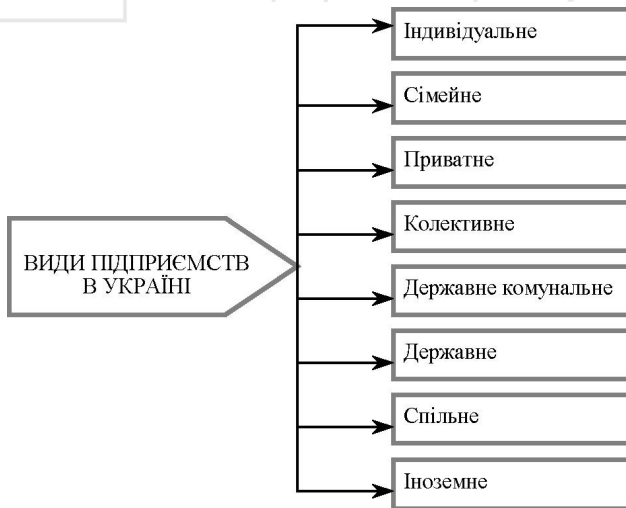 Індивідуальне
Сімейне
Приватне
Колективне
ВИДИ ПІДПРИЄМСТВ
В УКРАЇНІ
Державне комунальне
Державне
Спільне
Іноземне